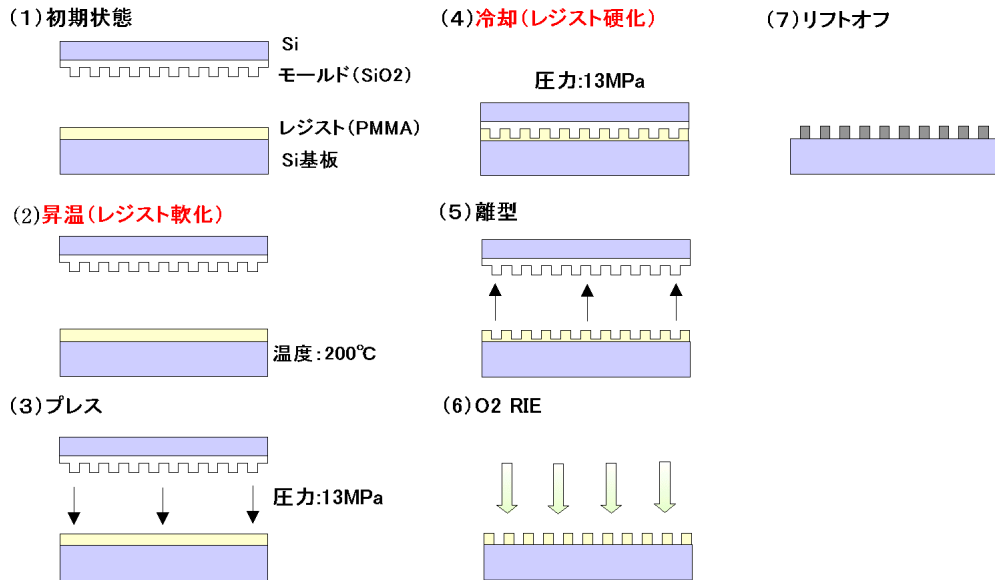 (1)初期状態
Si
モールド(SiO2)
レジスト(PMMA)
Si基板
(2)昇温(レジスト軟化)
温度:200℃
(3)プレス
圧力:13MPa
(4)冷却(レジスト硬化)
圧力:13MPa
(5)離型
(6)O2 RIE
(7)リフトオフ